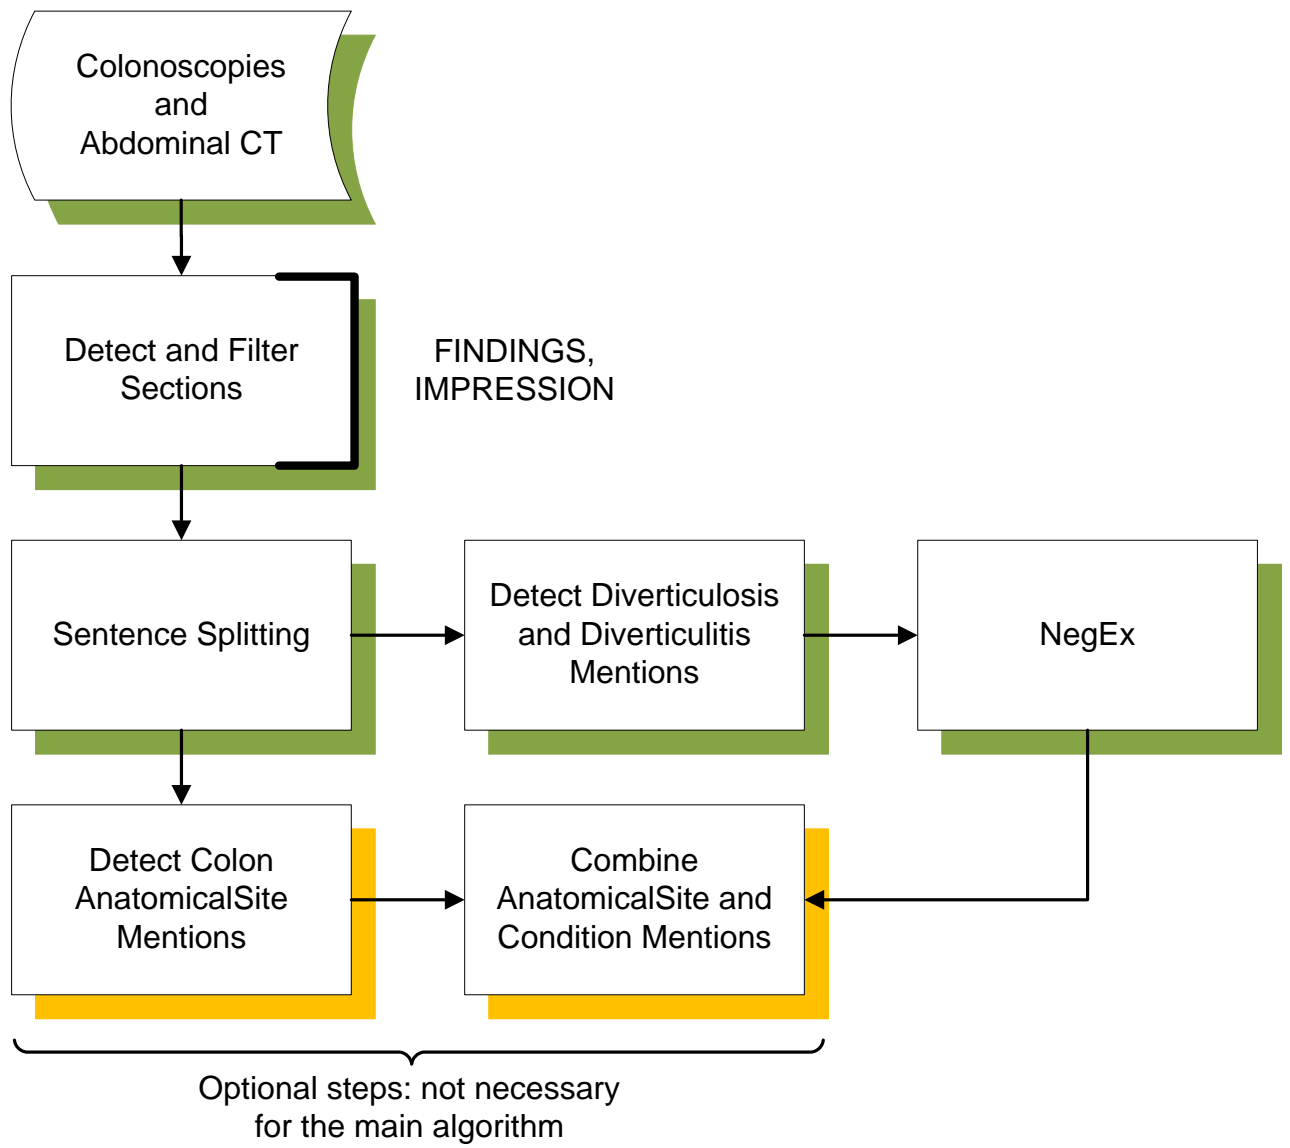 Colonoscopies
and
Abdominal CT
Detect and Filter
Sections
FINDINGS,
IMPRESSION
Sentence Splitting
Detect Diverticulosis
and Diverticulitis
Mentions
NegEx
Detect Colon
AnatomicalSite
Mentions
Combine
AnatomicalSite and
Condition Mentions
Optional steps: not necessary
for the main algorithm